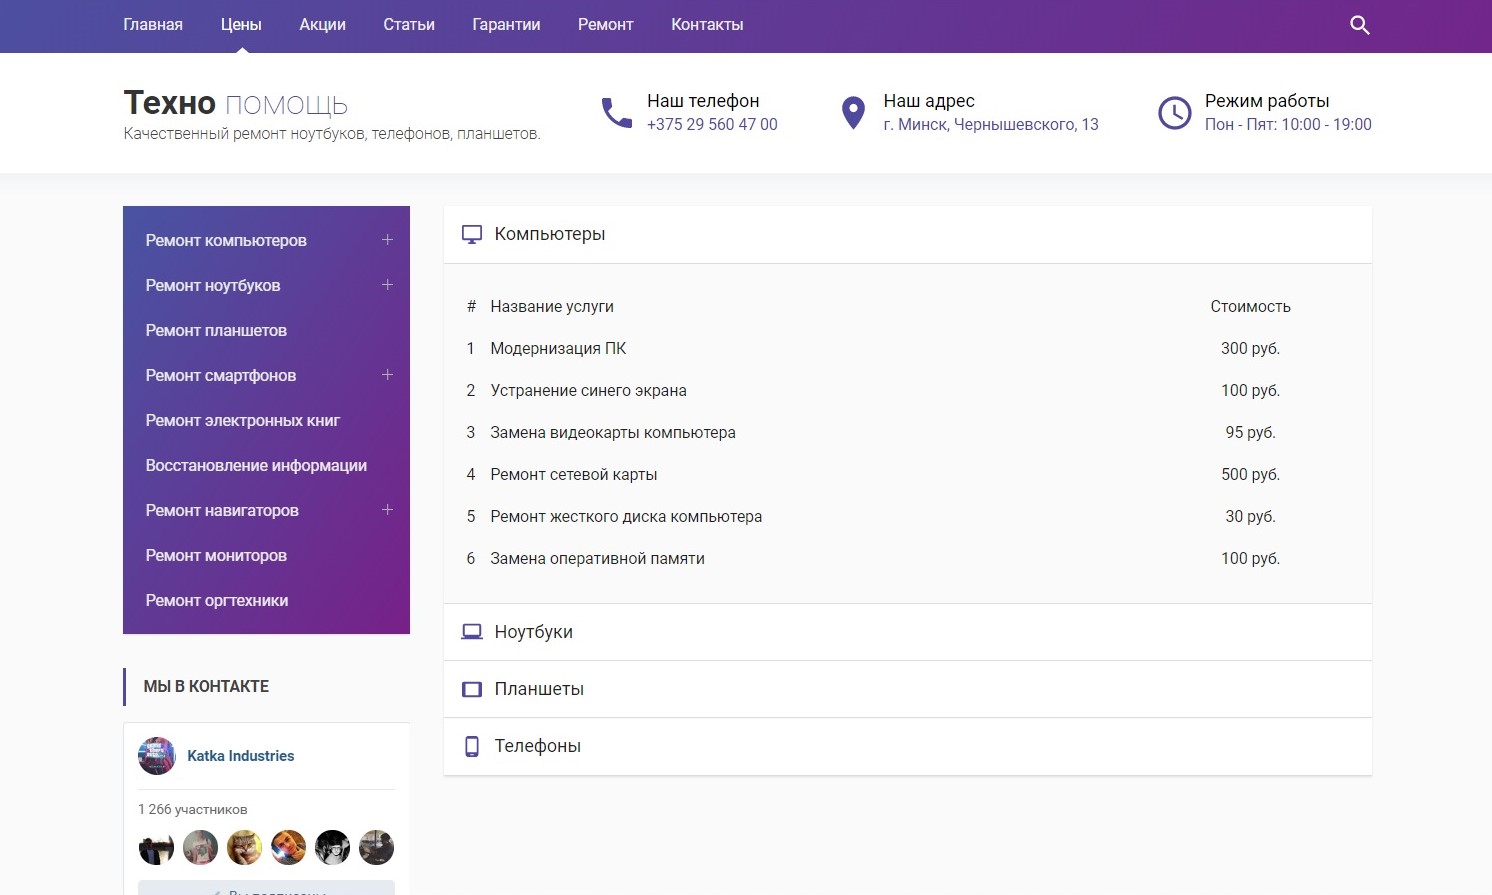 Главная Цены Акции Статьи Гарантии Ремонт Контакты
Техно помощь
Качественный ремонт ноутбуков, телефонов, планшетов.
Наш телефон
+375 29 560 47 00
Наш адрес
г. Минск, Чернышевского, 13
Режим работы
Пон - Пят: 10:00 - 19:00
Ремонт компьютеров +
Ремонт ноутбуков +
Ремонт планшетов
Ремонт смартфонов +
Ремонт электронных книг
Восстановление информации
Ремонт навигаторов +
Ремонт мониторов
Ремонт оргтехники
МЫ В КОНТАКТЕ
Katka Industries
1 266 участников
Компьютеры
# Название услуги Стоимость
1 Модернизация ПК 300 руб.
2 Устранение синего экрана 100 руб.
3 Замена видеокарты компьютера 95 руб.
4 Ремонт сетевой карты 500 руб.
5 Ремонт жесткого диска компьютера 30 руб.
6 Замена оперативной памяти 100 руб.
Ноутбуки
Планшеты
Телефоны